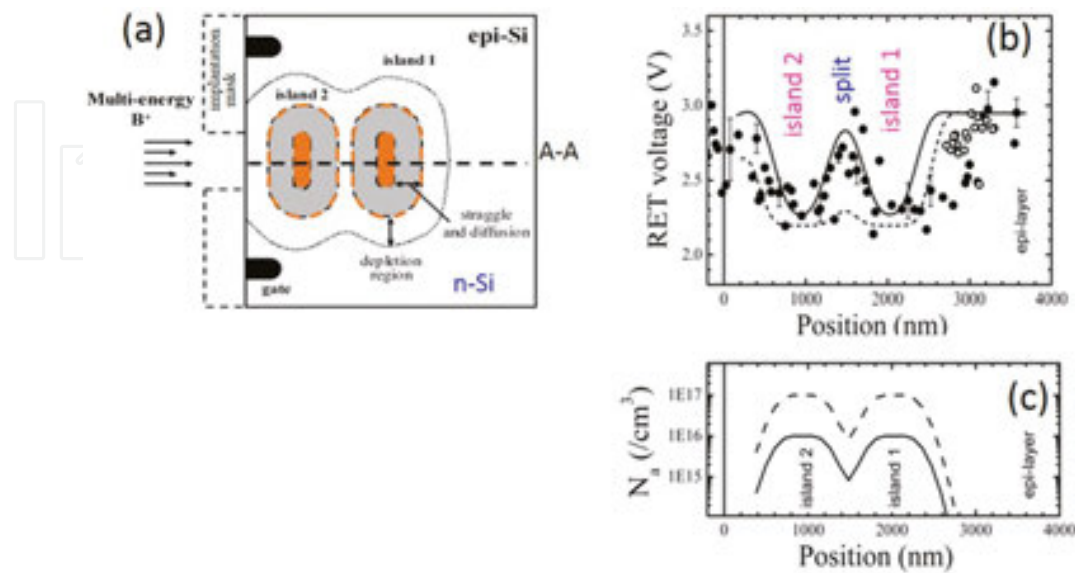 (a)
epi-Si
implantation
mask
island 1
island 2
Multi-energy
B⁺
A-A
straggle
and diffusion
depletion
region
gate
n-Si
(b)
RET voltage (V)
3.5
3.0
2.5
2.0
island 2
split
island 1
epi-layer
0
1000
2000
3000
4000
Position (nm)
(c)
Nₐ (/cm³)
1E17
1E16
1E15
island 2
island 1
epi-layer
0
1000
2000
3000
4000
Position (nm)